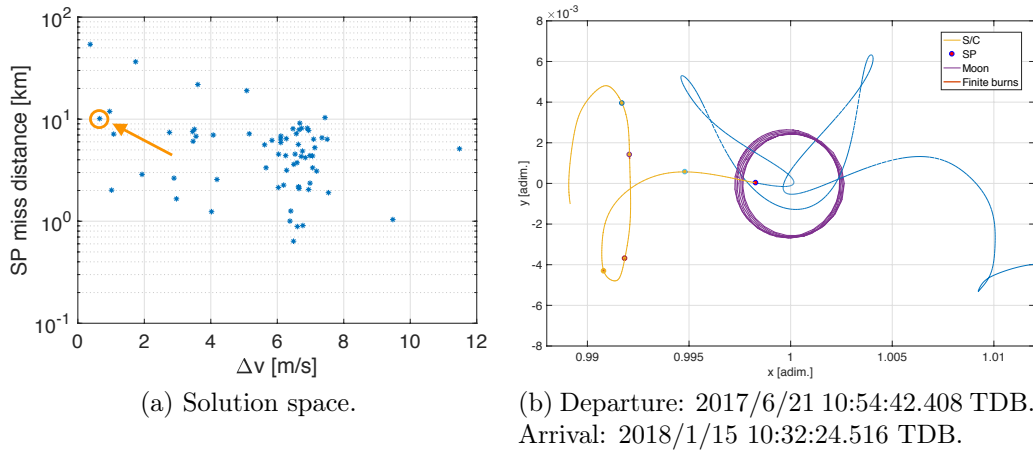 SP miss distance [km]
10^2
10^1
10^0
10^-1
0 2 4 6 8 10 12
Δv [m/s]
(a) Solution space.
8 ×10^-3
6
4
2
0
-2
-4
-6
-8
y [adim.]
0.99 0.995 1 1.005 1.01
x [adim.]
S/C
SP
Moon
Finite burns
(b) Departure: 2017/6/21 10:54:42.408 TDB.
Arrival: 2018/1/15 10:32:24.516 TDB.